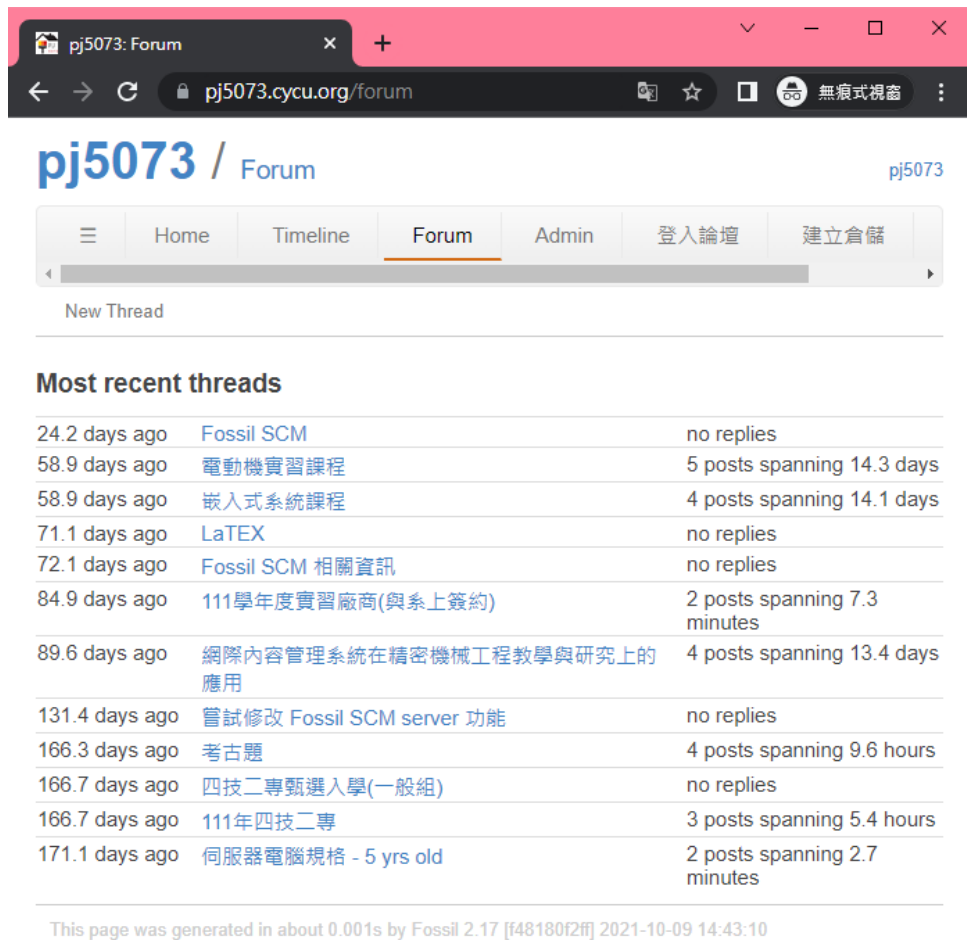 pj5073: Forum
pj5073.cycu.org/forum
無痕式視窗
pj5073 / Forum
pj5073
Home Timeline Forum Admin 登入論壇 建立倉儲
New Thread
Most recent threads
24.2 days ago Fossil SCM no replies
58.9 days ago 電動機實習課程 5 posts spanning 14.3 days
58.9 days ago 嵌入式系統課程 4 posts spanning 14.1 days
71.1 days ago LaTEX no replies
72.1 days ago Fossil SCM 相關資訊 no replies
84.9 days ago 111學年度實習廠商(與系上簽約) 2 posts spanning 7.3
minutes
89.6 days ago 網際內容管理系統在精密機械工程教學與研究上的 4 posts spanning 13.4 days
應用
131.4 days ago 嘗試修改 Fossil SCM server 功能 no replies
166.3 days ago 考古題 4 posts spanning 9.6 hours
166.7 days ago 四技二專甄選入學(一般組) no replies
166.7 days ago 111年四技二專 3 posts spanning 5.4 hours
171.1 days ago 伺服器電腦規格 - 5 yrs old 2 posts spanning 2.7
minutes
This page was generated in about 0.001s by Fossil 2.17 [f48180f2ff] 2021-10-09 14:43:10